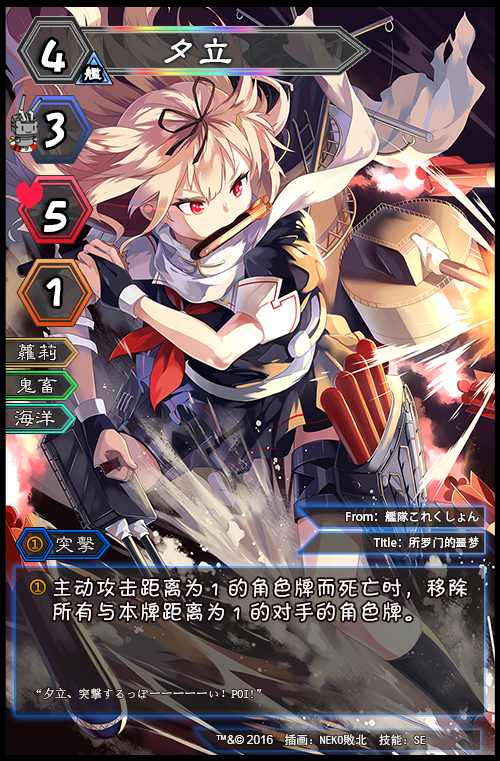 4
艦
夕立
3
5
1
蘿莉
鬼畜
海洋
From：艦隊これくしょん
Title：所罗门的噩梦
① 突擊
① 主动攻击距离为1的角色牌而死亡时，移除
所有与本牌距离为1的对手的角色牌。
“夕立、突撃するっぽーーーーーい! POI!”
™&© 2016 插画：NEKO敗北 技能：SE